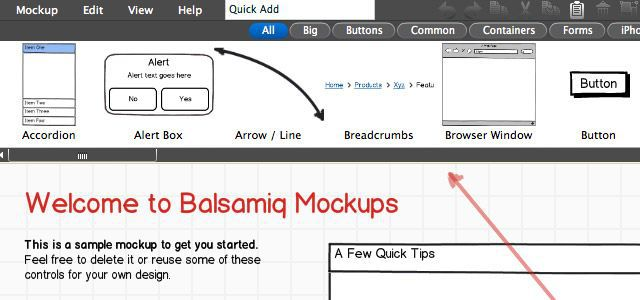 Mockup Edit View Help Quick Add
All Big Buttons Common Containers Forms iPho
Item One
Item Two
Item Three
Item Four
Alert
Alert text goes here
No Yes
Home > Products > Xyz > Featu
Button
Accordion Alert Box Arrow / Line Breadcrumbs Browser Window Button
Welcome to Balsamiq Mockups
This is a sample mockup to get you started.
Feel free to delete it or reuse some of these
controls for your own design.
A Few Quick Tips